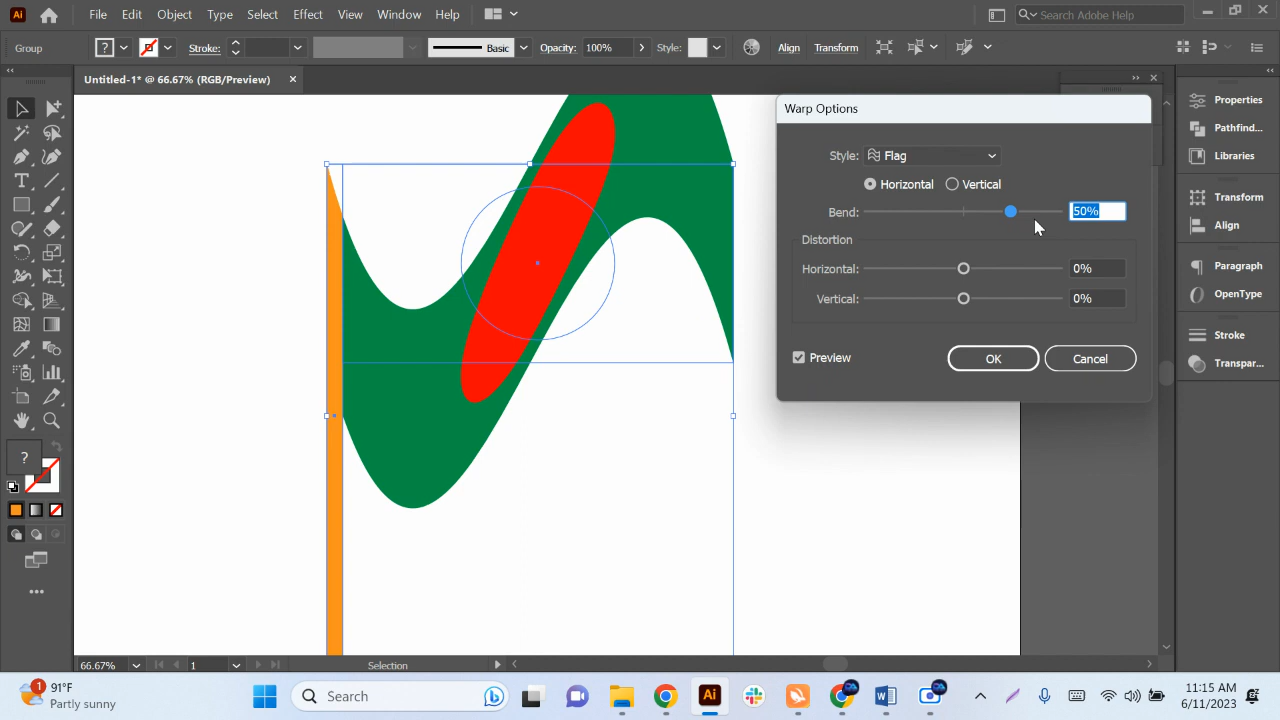 Ai File Edit Object Type Select Effect View Window Help Search Adobe Help
Group ? Stroke: Basic Opacity: 100% Style: Align Transform
Untitled-1* @ 66.67% (RGB/Preview)
Warp Options
Style: Flag
Horizontal Vertical
Bend: 50%
Distortion
Horizontal: 0%
Vertical: 0%
Preview OK Cancel
Properties
Pathfind...
Libraries
Transform
Align
Paragraph
OpenType
Stroke
Transpar...
?
66.67% 1 Selection
1 91°F
Partly sunny
Search
Ai
11:15 AM
6/11/2023